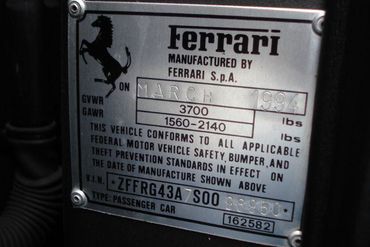 Ferrari
MANUFACTURED BY
FERRARI S.p.A.
ON MARCH 1994
GVWR 3700 lbs
GAWR 1560-2140 lbs
THIS VEHICLE CONFORMS TO ALL APPLICABLE
FEDERAL MOTOR VEHICLE SAFETY, BUMPER, AND
THEFT PREVENTION STANDARDS IN EFFECT ON
THE DATE OF MANUFACTURE SHOWN ABOVE
V.I.N. ·ZFFRG43A7S00
TYPE: PASSENGER CAR
162582